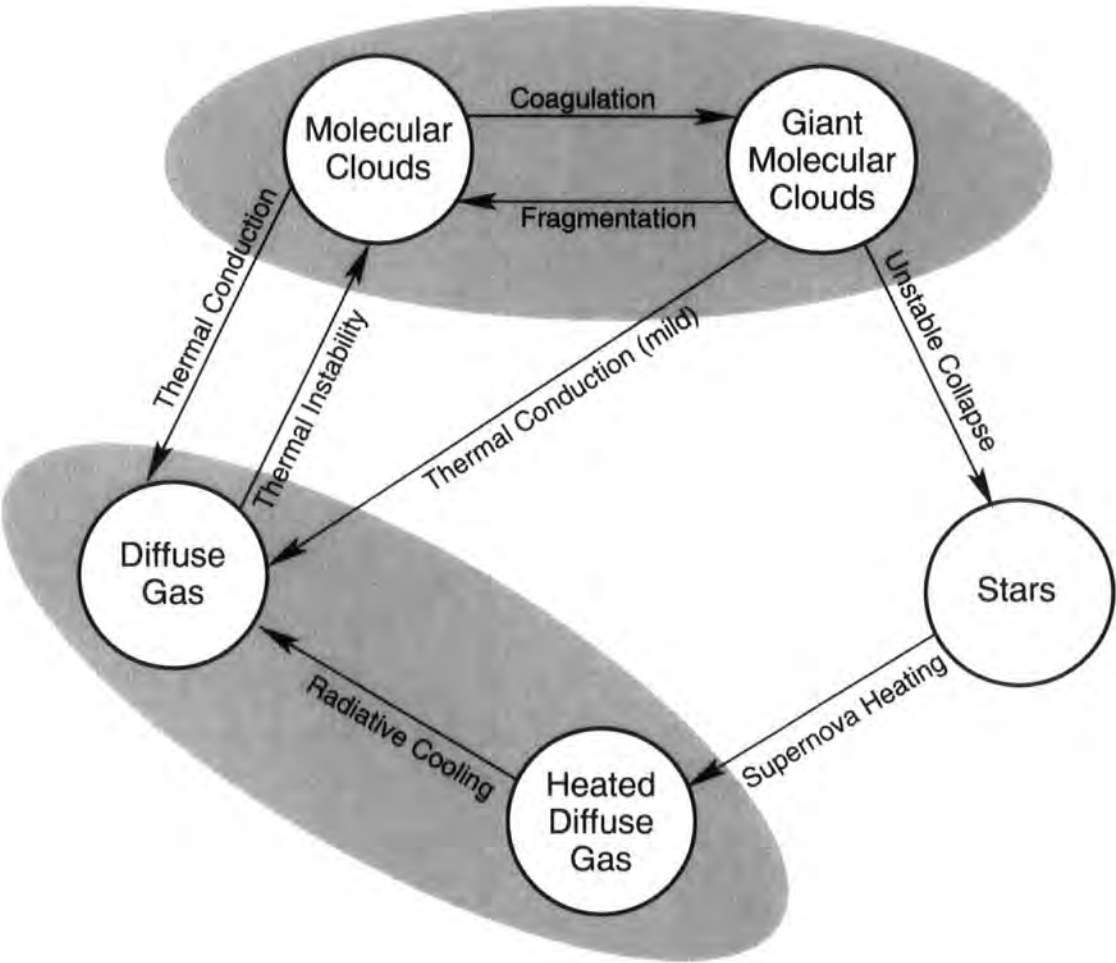 Molecular
Clouds
Coagulation
Giant
Molecular
Clouds
Fragmentation
Thermal Conduction
Thermal Instability
Thermal Conduction (mild)
Unstable Collapse
Diffuse
Gas
Stars
Radiative Cooling
Supernova Heating
Heated
Diffuse
Gas